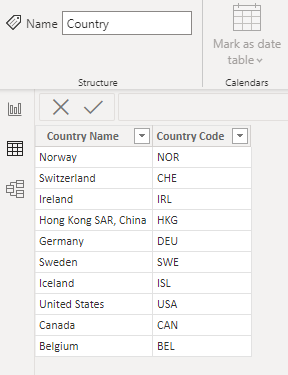 Name Country
Mark as date
table
Structure Calendars
Country Name Country Code
Norway NOR
Switzerland CHE
Ireland IRL
Hong Kong SAR, China HKG
Germany DEU
Sweden SWE
Iceland ISL
United States USA
Canada CAN
Belgium BEL